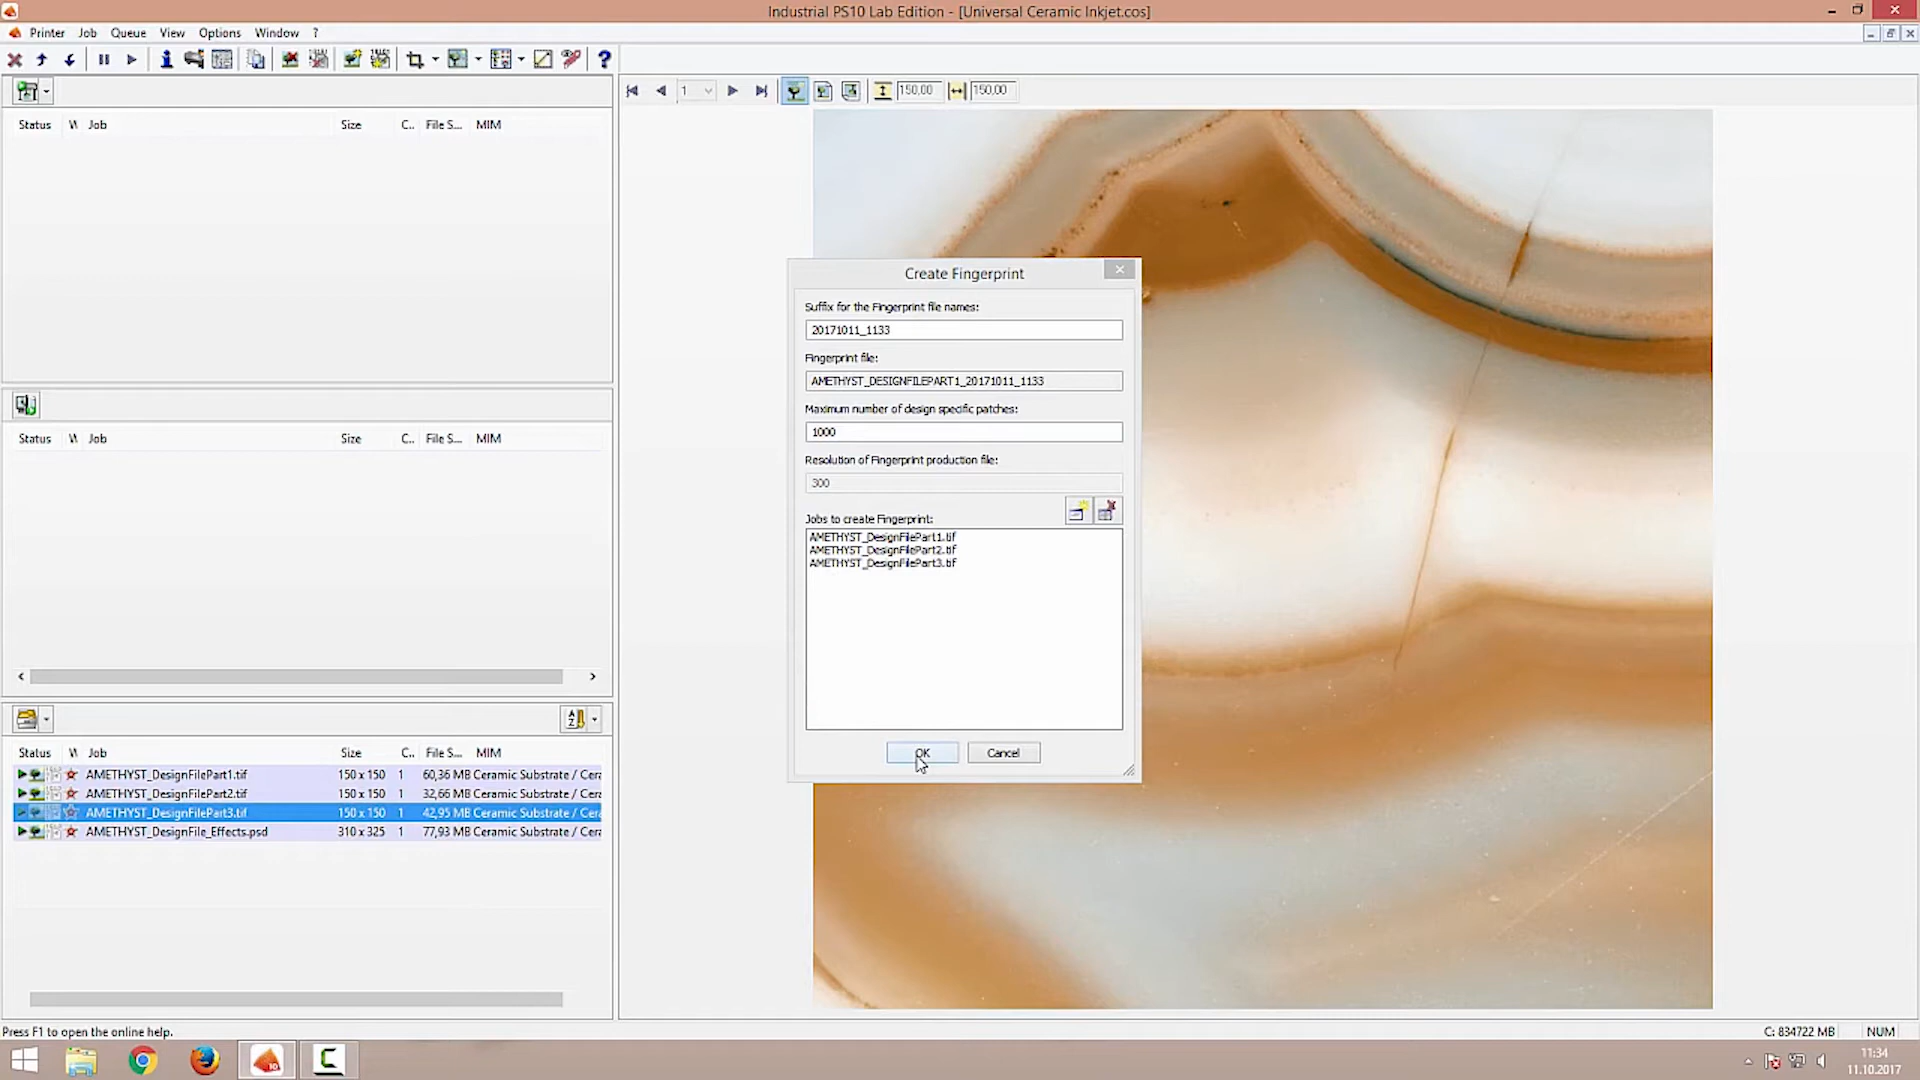 Industrial PS10 Lab Edition - [Universal Ceramic Inkjet.cos]
Printer Job Queue View Options Window ?
1 150,00 150,00
Status \/ Job Size C.. File S... MIM
Status \/ Job Size C.. File S... MIM
Status \/ Job Size C.. File S... MIM
AMETHYST_DesignFilePart1.tif 150 x 150 1 60,36 MB Ceramic Substrate / Cera
AMETHYST_DesignFilePart2.tif 150 x 150 1 32,66 MB Ceramic Substrate / Cera
AMETHYST_DesignFilePart3.tif 150 x 150 1 42,95 MB Ceramic Substrate / Cera
AMETHYST_DesignFile_Effects.psd 310 x 325 1 77,93 MB Ceramic Substrate / Cera
Create Fingerprint
Suffix for the Fingerprint file names:
20171011_1133
Fingerprint file:
AMETHYST_DESIGNFILEPART1_20171011_1133
Maximum number of design specific patches:
1000
Resolution of Fingerprint production file:
300
Jobs to create Fingerprint:
AMETHYST_DesignFilePart1.tif
AMETHYST_DesignFilePart2.tif
AMETHYST_DesignFilePart3.tif
OK Cancel
Press F1 to open the online help.
C: 834722 MB NUM
10
11:34
11.10.2017